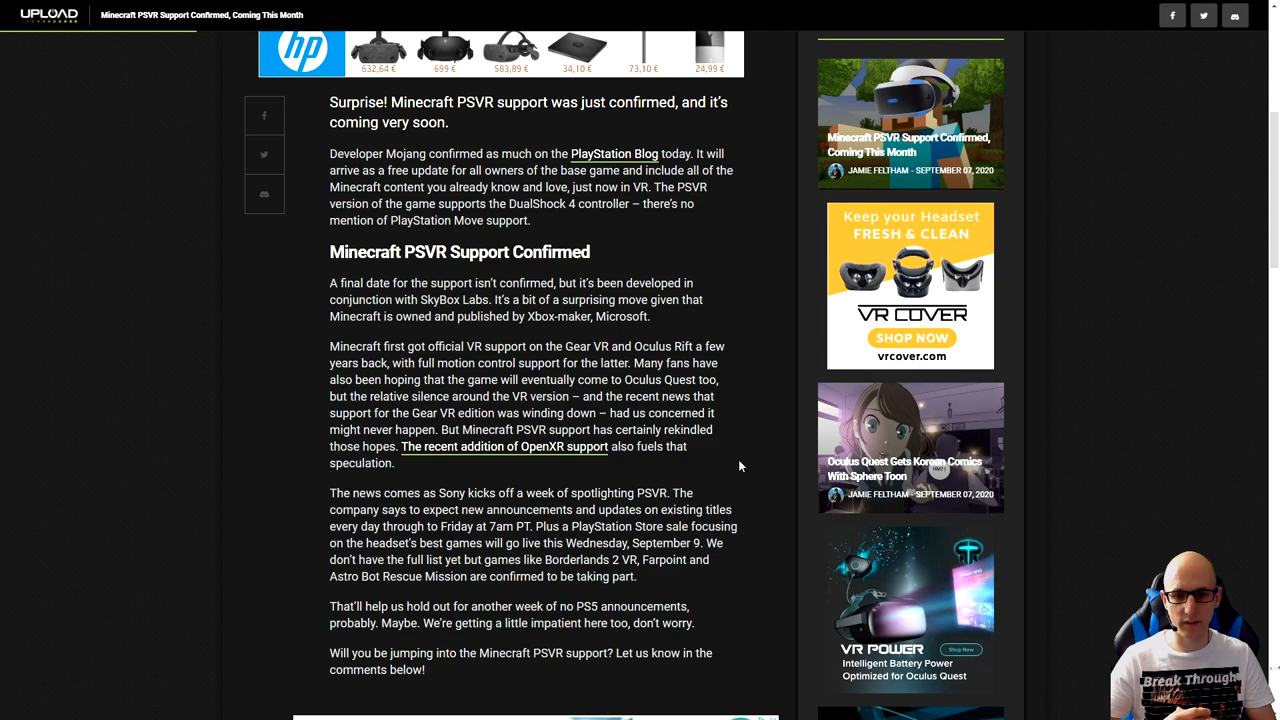 UPLOAD
Minecraft PSVR Support Confirmed, Coming This Month
hp
632,64 €
699 €
583,89 €
34,10 €
73,10 €
24,99 €
Surprise! Minecraft PSVR support was just confirmed, and it's
coming very soon.
Developer Mojang confirmed as much on the PlayStation Blog today. It will
arrive as a free update for all owners of the base game and include all of the
Minecraft content you already know and love, just now in VR. The PSVR
version of the game supports the DualShock 4 controller – there's no
mention of PlayStation Move support.
Minecraft PSVR Support Confirmed
A final date for the support isn't confirmed, but it's been developed in
conjunction with SkyBox Labs. It's a bit of a surprising move given that
Minecraft is owned and published by Xbox-maker, Microsoft.
Minecraft first got official VR support on the Gear VR and Oculus Rift a few
years back, with full motion control support for the latter. Many fans have
also been hoping that the game will eventually come to Oculus Quest too,
but the relative silence around the VR version – and the recent news that
support for the Gear VR edition was winding down – had us concerned it
might never happen. But Minecraft PSVR support has certainly rekindled
those hopes. The recent addition of OpenXR support also fuels that
speculation.
The news comes as Sony kicks off a week of spotlighting PSVR. The
company says to expect new announcements and updates on existing titles
every day through to Friday at 7am PT. Plus a PlayStation Store sale focusing
on the headset's best games will go live this Wednesday, September 9. We
don't have the full list yet but games like Borderlands 2 VR, Farpoint and
Astro Bot Rescue Mission are confirmed to be taking part.
That'll help us hold out for another week of no PS5 announcements,
probably. Maybe. We're getting a little impatient here too, don't worry.
Will you be jumping into the Minecraft PSVR support? Let us know in the
comments below!
Minecraft PSVR Support Confirmed,
Coming This Month
JAMIE FELTHAM - SEPTEMBER 07, 2020
Keep your Headset
FRESH & CLEAN
VR COVER
SHOP NOW
vrcover.com
Oculus Quest Gets Korean Comics
With Sphere Toon
JAMIE FELTHAM - SEPTEMBER 07, 2020
VR POWER
Shop Now
Intelligent Battery Power
Optimized for Oculus Quest
Break Through